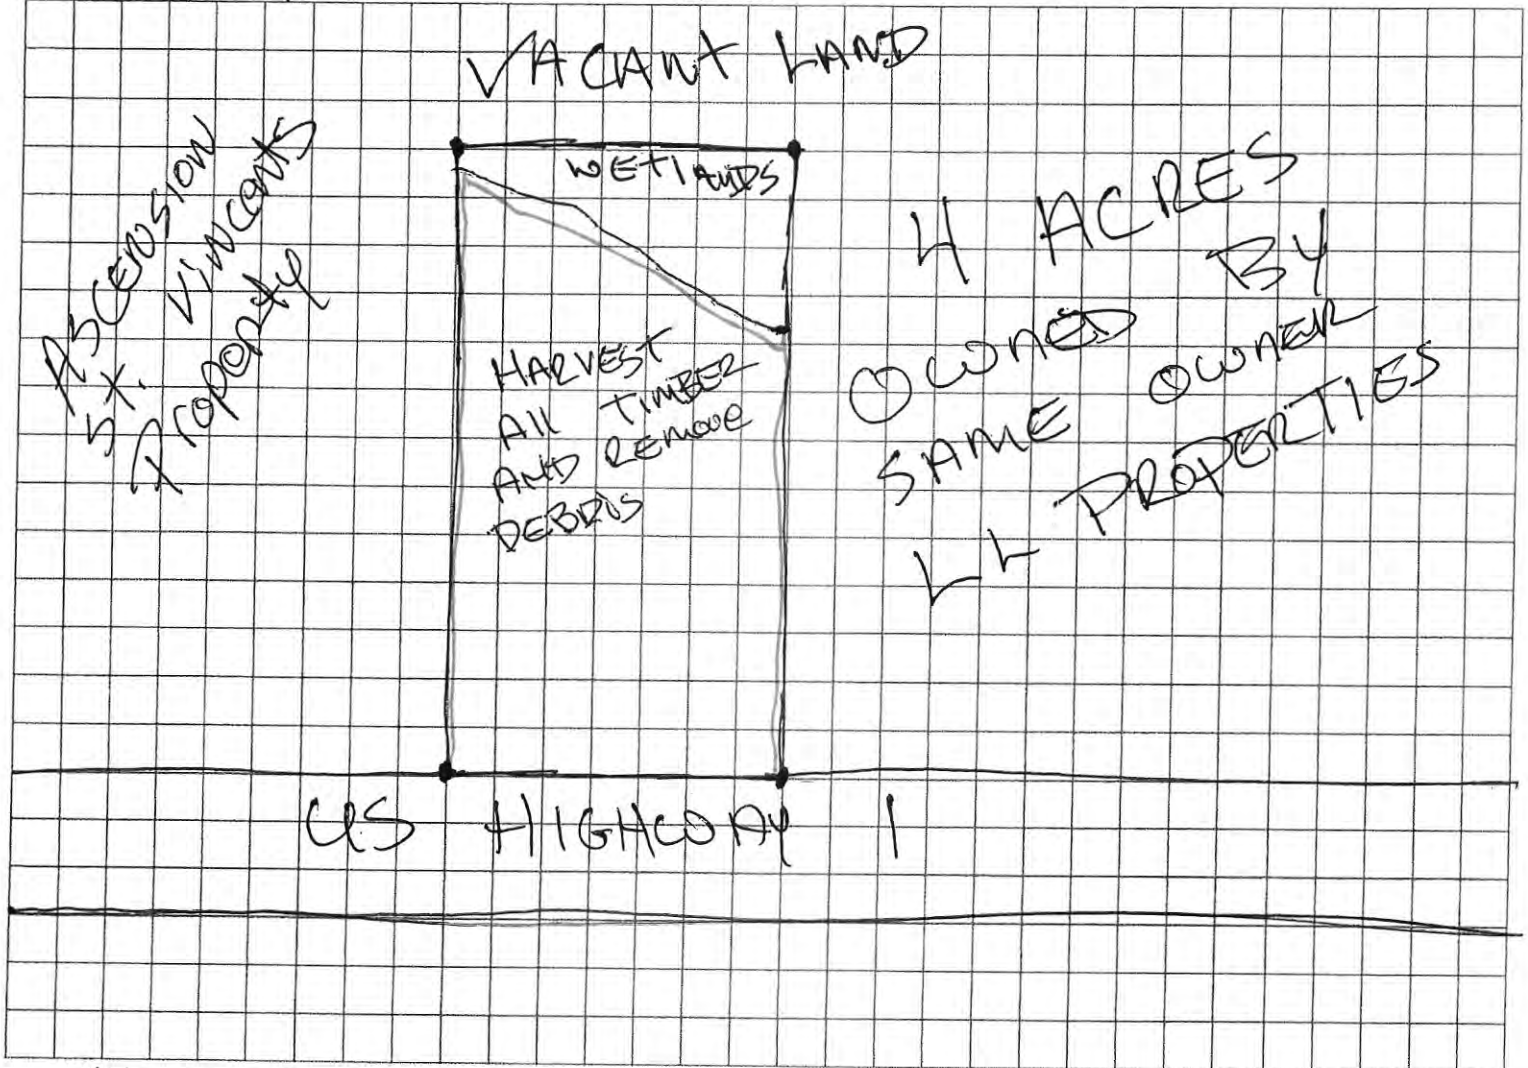 VACANT LAND
WETlANDS
ASCENSION
ST. VINCENTS
PROPERTY
4 ACRES
OWNED BY
SAME OWNER
LL PROPERTIES
HARVEST
All TIMBER
AND REMOVE
DEBRIS
US HIGHWAY 1